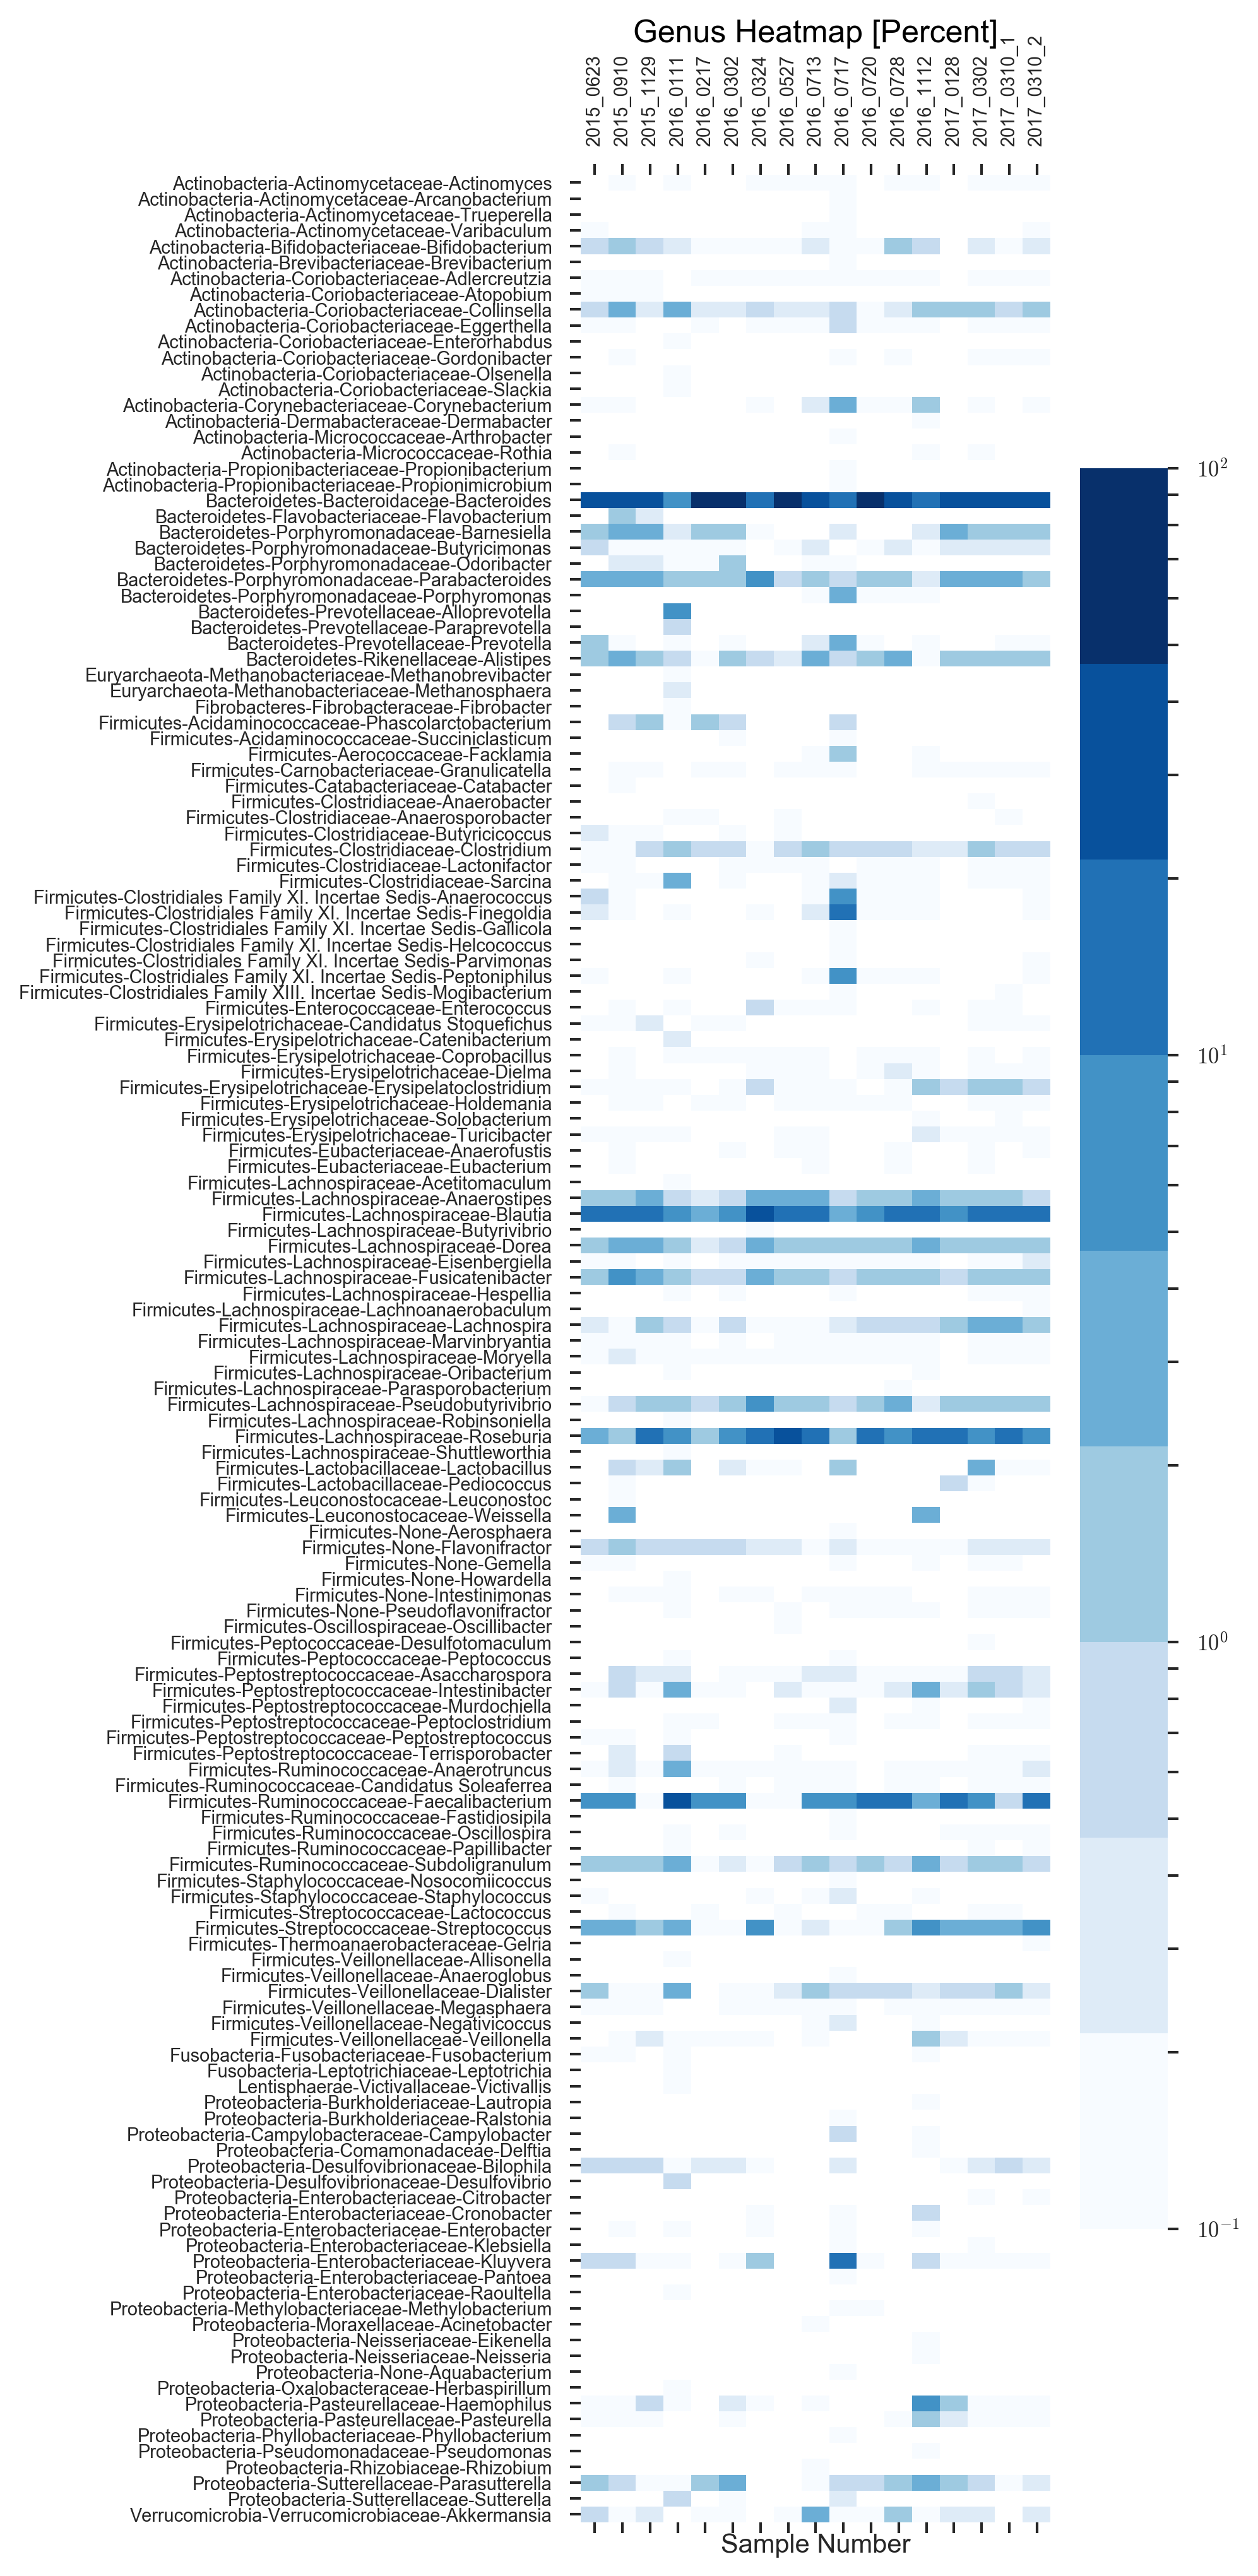 Genus Heatmap [Percent]
2015_0623
2015_0910
2015_1129
2016_0111
2016_0217
2016_0302
2016_0324
2016_0527
2016_0713
2016_0717
2016_0720
2016_0728
2016_1112
2017_0128
2017_0302
2017_0310_1
2017_0310_2
Actinobacteria-Actinomycetaceae-Actinomyces
Actinobacteria-Actinomycetaceae-Arcanobacterium
Actinobacteria-Actinomycetaceae-Trueperella
Actinobacteria-Actinomycetaceae-Varibaculum
Actinobacteria-Bifidobacteriaceae-Bifidobacterium
Actinobacteria-Brevibacteriaceae-Brevibacterium
Actinobacteria-Coriobacteriaceae-Adlercreutzia
Actinobacteria-Coriobacteriaceae-Atopobium
Actinobacteria-Coriobacteriaceae-Collinsella
Actinobacteria-Coriobacteriaceae-Eggerthella
Actinobacteria-Coriobacteriaceae-Enterorhabdus
Actinobacteria-Coriobacteriaceae-Gordonibacter
Actinobacteria-Coriobacteriaceae-Olsenella
Actinobacteria-Coriobacteriaceae-Slackia
Actinobacteria-Corynebacteriaceae-Corynebacterium
Actinobacteria-Dermabacteraceae-Dermabacter
Actinobacteria-Micrococcaceae-Arthrobacter
Actinobacteria-Micrococcaceae-Rothia
Actinobacteria-Propionibacteriaceae-Propionibacterium
Actinobacteria-Propionibacteriaceae-Propionimicrobium
Bacteroidetes-Bacteroidaceae-Bacteroides
Bacteroidetes-Flavobacteriaceae-Flavobacterium
Bacteroidetes-Porphyromonadaceae-Barnesiella
Bacteroidetes-Porphyromonadaceae-Butyricimonas
Bacteroidetes-Porphyromonadaceae-Odoribacter
Bacteroidetes-Porphyromonadaceae-Parabacteroides
Bacteroidetes-Porphyromonadaceae-Porphyromonas
Bacteroidetes-Prevotellaceae-Alloprevotella
Bacteroidetes-Prevotellaceae-Paraprevotella
Bacteroidetes-Prevotellaceae-Prevotella
Bacteroidetes-Rikenellaceae-Alistipes
Euryarchaeota-Methanobacteriaceae-Methanobrevibacter
Euryarchaeota-Methanobacteriaceae-Methanosphaera
Fibrobacteres-Fibrobacteraceae-Fibrobacter
Firmicutes-Acidaminococcaceae-Phascolarctobacterium
Firmicutes-Acidaminococcaceae-Succiniclasticum
Firmicutes-Aerococcaceae-Facklamia
Firmicutes-Carnobacteriaceae-Granulicatella
Firmicutes-Catabacteriaceae-Catabacter
Firmicutes-Clostridiaceae-Anaerobacter
Firmicutes-Clostridiaceae-Anaerosporobacter
Firmicutes-Clostridiaceae-Butyricicoccus
Firmicutes-Clostridiaceae-Clostridium
Firmicutes-Clostridiaceae-Lactonifactor
Firmicutes-Clostridiaceae-Sarcina
Firmicutes-Clostridiales Family XI. Incertae Sedis-Anaerococcus
Firmicutes-Clostridiales Family XI. Incertae Sedis-Finegoldia
Firmicutes-Clostridiales Family XI. Incertae Sedis-Gallicola
Firmicutes-Clostridiales Family XI. Incertae Sedis-Helcococcus
Firmicutes-Clostridiales Family XI. Incertae Sedis-Parvimonas
Firmicutes-Clostridiales Family XI. Incertae Sedis-Peptoniphilus
Firmicutes-Clostridiales Family XIII. Incertae Sedis-Mogibacterium
Firmicutes-Enterococcaceae-Enterococcus
Firmicutes-Erysipelotrichaceae-Candidatus Stoquefichus
Firmicutes-Erysipelotrichaceae-Catenibacterium
Firmicutes-Erysipelotrichaceae-Coprobacillus
Firmicutes-Erysipelotrichaceae-Dielma
Firmicutes-Erysipelotrichaceae-Erysipelatoclostridium
Firmicutes-Erysipelotrichaceae-Holdemania
Firmicutes-Erysipelotrichaceae-Solobacterium
Firmicutes-Erysipelotrichaceae-Turicibacter
Firmicutes-Eubacteriaceae-Anaerofustis
Firmicutes-Eubacteriaceae-Eubacterium
Firmicutes-Lachnospiraceae-Acetitomaculum
Firmicutes-Lachnospiraceae-Anaerostipes
Firmicutes-Lachnospiraceae-Blautia
Firmicutes-Lachnospiraceae-Butyrivibrio
Firmicutes-Lachnospiraceae-Dorea
Firmicutes-Lachnospiraceae-Eisenbergiella
Firmicutes-Lachnospiraceae-Fusicatenibacter
Firmicutes-Lachnospiraceae-Hespellia
Firmicutes-Lachnospiraceae-Lachnoanaerobaculum
Firmicutes-Lachnospiraceae-Lachnospira
Firmicutes-Lachnospiraceae-Marvinbryantia
Firmicutes-Lachnospiraceae-Moryella
Firmicutes-Lachnospiraceae-Oribacterium
Firmicutes-Lachnospiraceae-Parasporobacterium
Firmicutes-Lachnospiraceae-Pseudobutyrivibrio
Firmicutes-Lachnospiraceae-Robinsoniella
Firmicutes-Lachnospiraceae-Roseburia
Firmicutes-Lachnospiraceae-Shuttleworthia
Firmicutes-Lactobacillaceae-Lactobacillus
Firmicutes-Lactobacillaceae-Pediococcus
Firmicutes-Leuconostocaceae-Leuconostoc
Firmicutes-Leuconostocaceae-Weissella
Firmicutes-None-Aerosphaera
Firmicutes-None-Flavonifractor
Firmicutes-None-Gemella
Firmicutes-None-Howardella
Firmicutes-None-Intestinimonas
Firmicutes-None-Pseudoflavonifractor
Firmicutes-Oscillospiraceae-Oscillibacter
Firmicutes-Peptococcaceae-Desulfotomaculum
Firmicutes-Peptococcaceae-Peptococcus
Firmicutes-Peptostreptococcaceae-Asaccharospora
Firmicutes-Peptostreptococcaceae-Intestinibacter
Firmicutes-Peptostreptococcaceae-Murdochiella
Firmicutes-Peptostreptococcaceae-Peptoclostridium
Firmicutes-Peptostreptococcaceae-Peptostreptococcus
Firmicutes-Peptostreptococcaceae-Terrisporobacter
Firmicutes-Ruminococcaceae-Anaerotruncus
Firmicutes-Ruminococcaceae-Candidatus Soleaferrea
Firmicutes-Ruminococcaceae-Faecalibacterium
Firmicutes-Ruminococcaceae-Fastidiosipila
Firmicutes-Ruminococcaceae-Oscillospira
Firmicutes-Ruminococcaceae-Papillibacter
Firmicutes-Ruminococcaceae-Subdoligranulum
Firmicutes-Staphylococcaceae-Nosocomiicoccus
Firmicutes-Staphylococcaceae-Staphylococcus
Firmicutes-Streptococcaceae-Lactococcus
Firmicutes-Streptococcaceae-Streptococcus
Firmicutes-Thermoanaerobacteraceae-Gelria
Firmicutes-Veillonellaceae-Allisonella
Firmicutes-Veillonellaceae-Anaeroglobus
Firmicutes-Veillonellaceae-Dialister
Firmicutes-Veillonellaceae-Megasphaera
Firmicutes-Veillonellaceae-Negativicoccus
Firmicutes-Veillonellaceae-Veillonella
Fusobacteria-Fusobacteriaceae-Fusobacterium
Fusobacteria-Leptotrichiaceae-Leptotrichia
Lentisphaerae-Victivallaceae-Victivallis
Proteobacteria-Burkholderiaceae-Lautropia
Proteobacteria-Burkholderiaceae-Ralstonia
Proteobacteria-Campylobacteraceae-Campylobacter
Proteobacteria-Comamonadaceae-Delftia
Proteobacteria-Desulfovibrionaceae-Bilophila
Proteobacteria-Desulfovibrionaceae-Desulfovibrio
Proteobacteria-Enterobacteriaceae-Citrobacter
Proteobacteria-Enterobacteriaceae-Cronobacter
Proteobacteria-Enterobacteriaceae-Enterobacter
Proteobacteria-Enterobacteriaceae-Klebsiella
Proteobacteria-Enterobacteriaceae-Kluyvera
Proteobacteria-Enterobacteriaceae-Pantoea
Proteobacteria-Enterobacteriaceae-Raoultella
Proteobacteria-Methylobacteriaceae-Methylobacterium
Proteobacteria-Moraxellaceae-Acinetobacter
Proteobacteria-Neisseriaceae-Eikenella
Proteobacteria-Neisseriaceae-Neisseria
Proteobacteria-None-Aquabacterium
Proteobacteria-Oxalobacteraceae-Herbaspirillum
Proteobacteria-Pasteurellaceae-Haemophilus
Proteobacteria-Pasteurellaceae-Pasteurella
Proteobacteria-Phyllobacteriaceae-Phyllobacterium
Proteobacteria-Pseudomonadaceae-Pseudomonas
Proteobacteria-Rhizobiaceae-Rhizobium
Proteobacteria-Sutterellaceae-Parasutterella
Proteobacteria-Sutterellaceae-Sutterella
Verrucomicrobia-Verrucomicrobiaceae-Akkermansia
Sample Number
10²
10¹
10⁰
10⁻¹